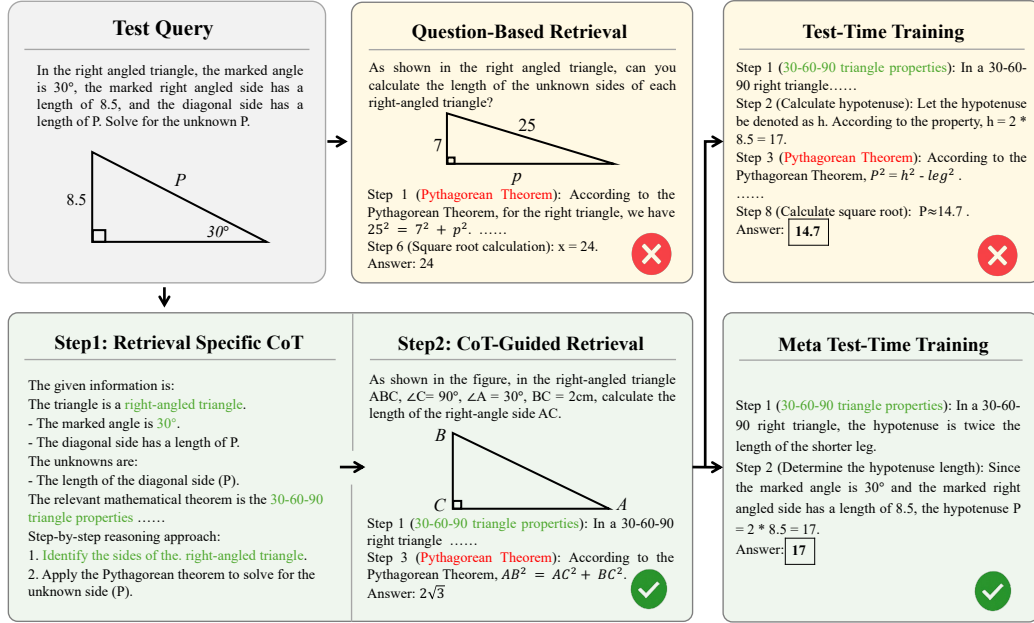 Test Query
In the right angled triangle, the marked angle
is 30°, the marked right angled side has a
length of 8.5, and the diagonal side has a
length of P. Solve for the unknown P.
P
8.5
30°
Question-Based Retrieval
As shown in the right angled triangle, can you
calculate the length of the unknown sides of each
right-angled triangle?
25
7
p
Step 1 (Pythagorean Theorem): According to the
Pythagorean Theorem, for the right triangle, we have
25² = 7² + p². ……
Step 6 (Square root calculation): x = 24.
Answer: 24
Test-Time Training
Step 1 (30-60-90 triangle properties): In a 30-60-
90 right triangle……
Step 2 (Calculate hypotenuse): Let the hypotenuse
be denoted as h. According to the property, h = 2 *
8.5 = 17.
Step 3 (Pythagorean Theorem): According to the
Pythagorean Theorem, P² = h² - leg² .
……
Step 8 (Calculate square root): P≈14.7 .
Answer: 14.7
Step1: Retrieval Specific CoT
The given information is:
The triangle is a right-angled triangle.
- The marked angle is 30°.
- The diagonal side has a length of P.
The unknowns are:
- The length of the diagonal side (P).
The relevant mathematical theorem is the 30-60-90
triangle properties ……
Step-by-step reasoning approach:
1. Identify the sides of the. right-angled triangle.
2. Apply the Pythagorean theorem to solve for the
unknown side (P).
Step2: CoT-Guided Retrieval
As shown in the figure, in the right-angled triangle
ABC, ∠C= 90°, ∠A = 30°, BC = 2cm, calculate the
length of the right-angle side AC.
B
C
A
Step 1 (30-60-90 triangle properties): In a 30-60-90
right triangle ……
Step 3 (Pythagorean Theorem): According to the
Pythagorean Theorem, AB² = AC² + BC².
Answer: 2√3
Meta Test-Time Training
Step 1 (30-60-90 triangle properties): In a 30-60-
90 right triangle, the hypotenuse is twice the
length of the shorter leg.
Step 2 (Determine the hypotenuse length): Since
the marked angle is 30° and the marked right
angled side has a length of 8.5, the hypotenuse P
= 2 * 8.5 = 17.
Answer: 17